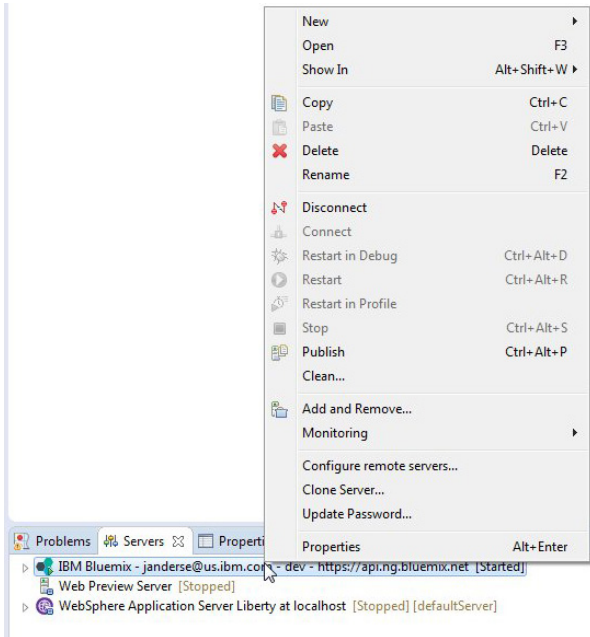 New
Open F3
Show In Alt+Shift+W
Copy Ctrl+C
Paste Ctrl+V
Delete Delete
Rename F2
Disconnect
Connect
Restart in Debug Ctrl+Alt+D
Restart Ctrl+Alt+R
Restart in Profile
Stop Ctrl+Alt+S
Publish Ctrl+Alt+P
Clean...
Add and Remove...
Monitoring
Configure remote servers...
Clone Server...
Update Password...
Properties Alt+Enter
Problems Servers Properti
IBM Bluemix - janderse@us.ibm.com - dev - https://api.ng.bluemix.net [Started]
Web Preview Server [Stopped]
WebSphere Application Server Liberty at localhost [Stopped] [defaultServer]